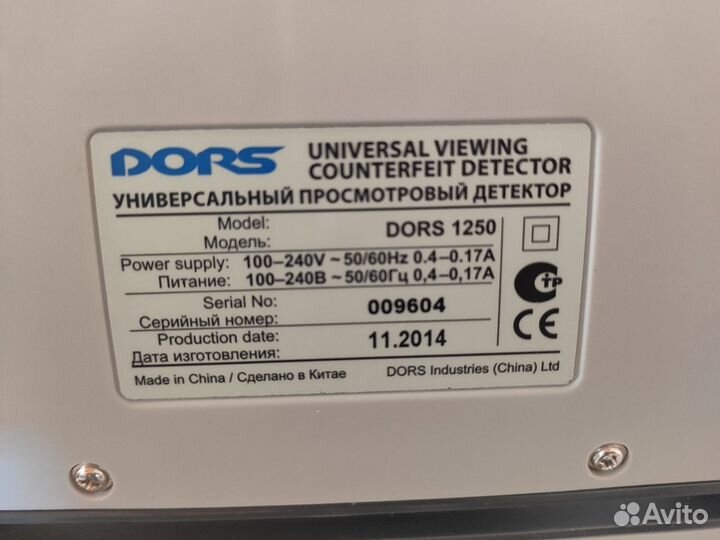 DORS UNIVERSAL VIEWING
COUNTERFEIT DETECTOR
УНИВЕРСАЛЬНЫЙ ПРОСМОТРОВЫЙ ДЕТЕКТОР
Model: DORS 1250
Модель:
Power supply: 100–240V ~ 50/60Hz 0.4–0.17A
Питание: 100–240В ~ 50/60Гц 0,4–0,17А
Serial No: 009604
Серийный номер:
Production date: 11.2014
Дата изготовления:
Made in China / Сделано в Китае DORS Industries (China) Ltd
СТР
CE
Avito